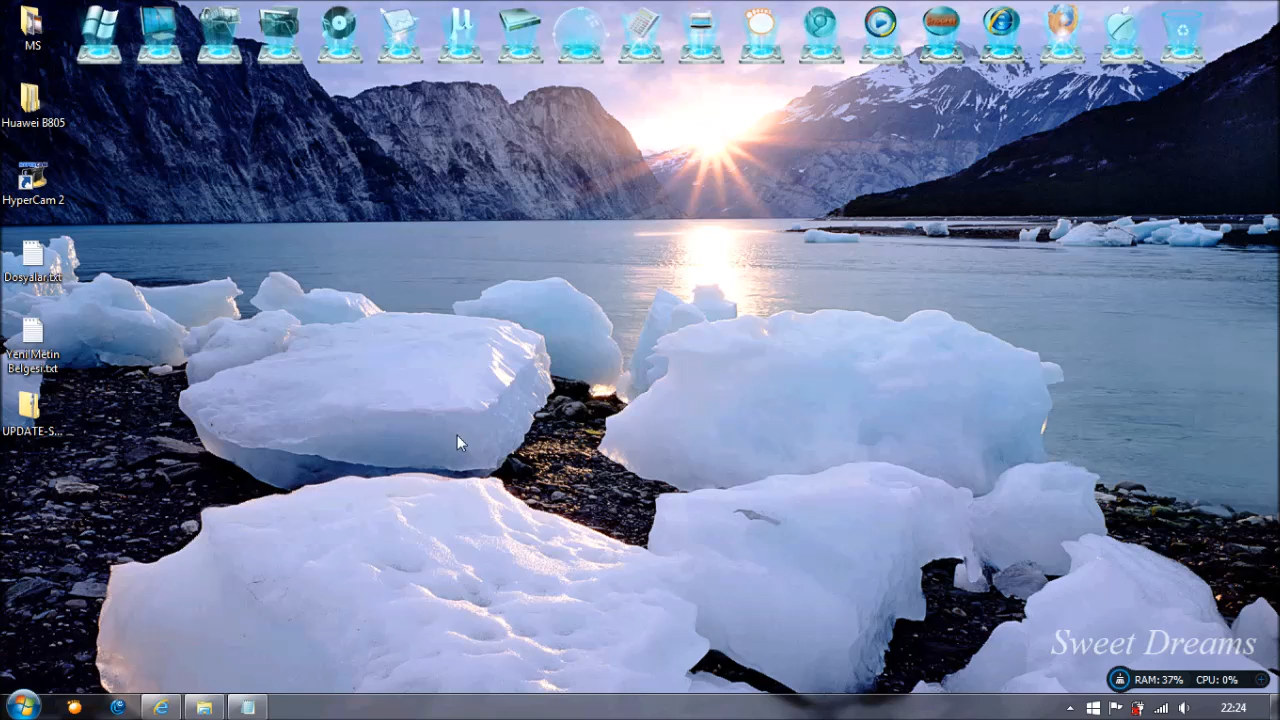 MS
Huawei B805
HyperCam 2
Dosyalar.txt
Yeni Metin
Belgesi.txt
UPDATE-S...
Sweet Dreams
RAM: 37% CPU: 0%
22:24